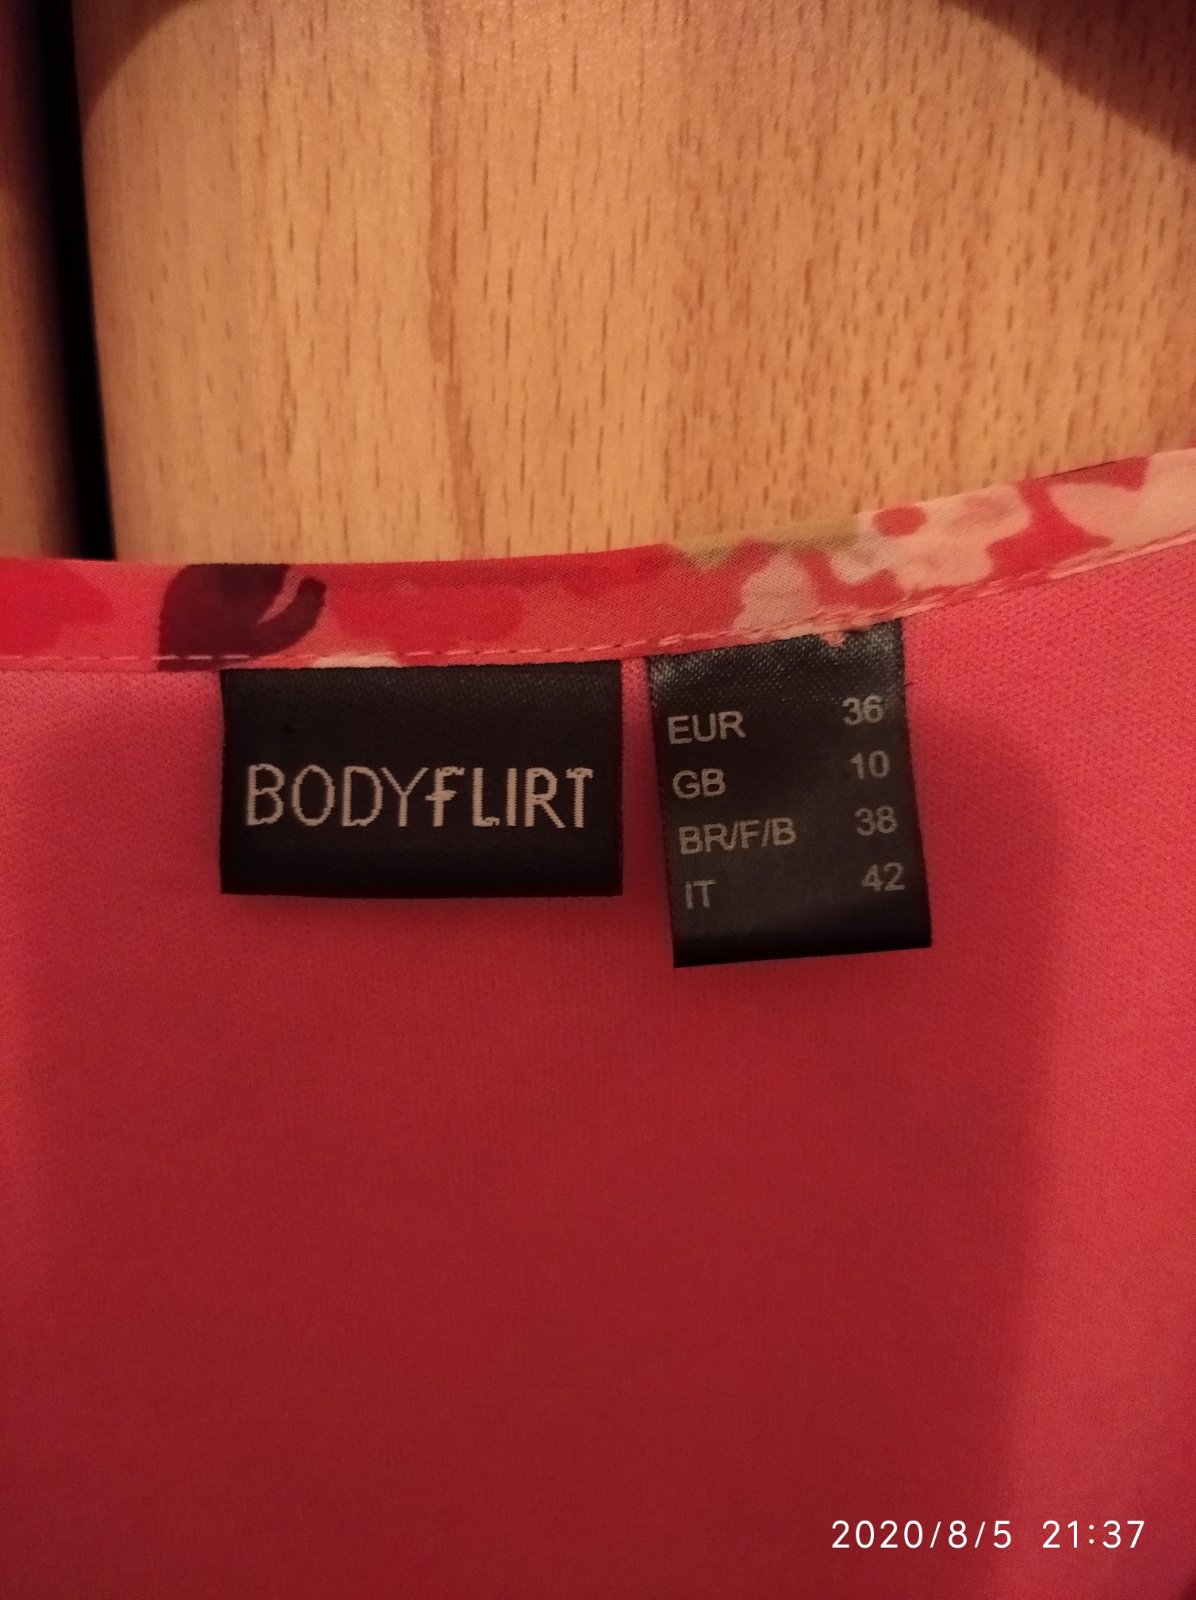 BODYFLIRT
EUR 36
GB 10
BR/F/B 38
IT 42
2020/8/5 21:37